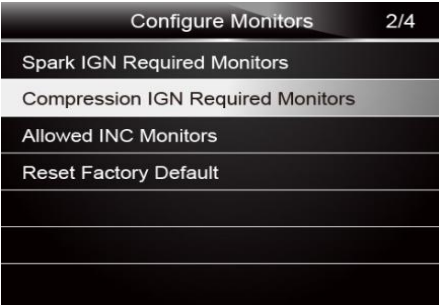 Configure Monitors 2/4
Spark IGN Required Monitors
Compression IGN Required Monitors
Allowed INC Monitors
Reset Factory Default